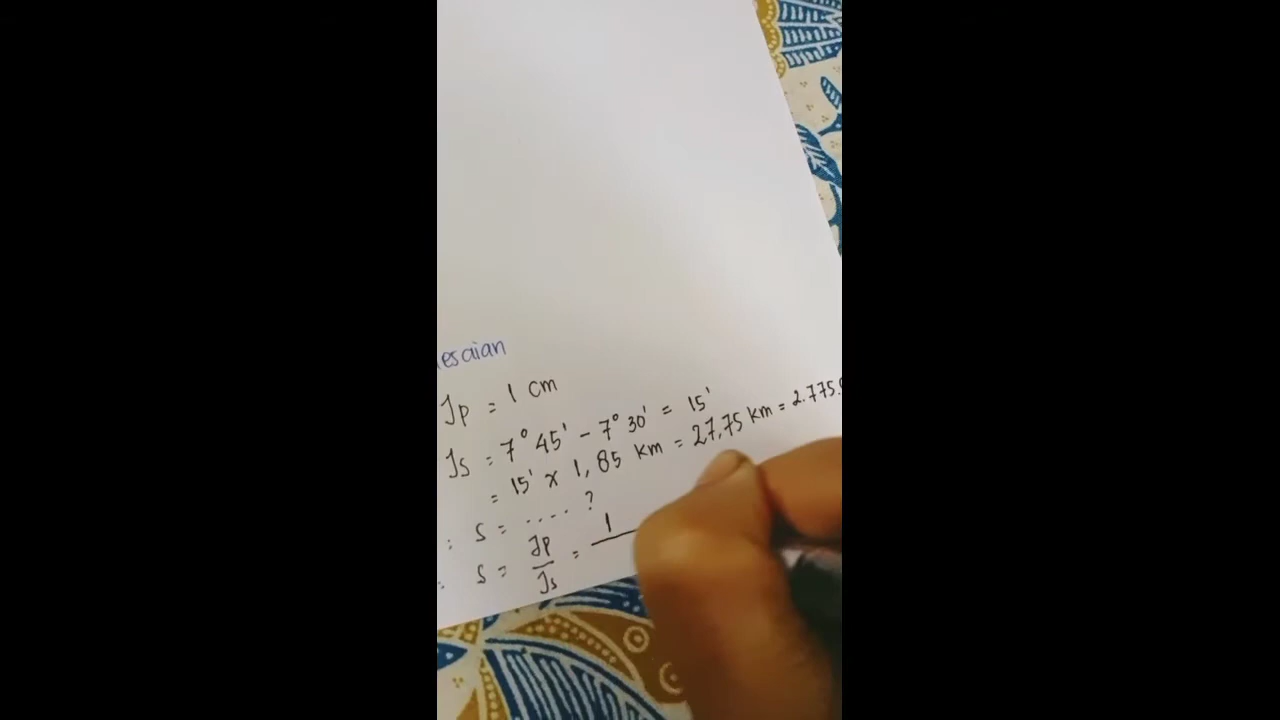 esaian
Jp = 1 cm
Js = 7° 45' - 7° 30' = 15'
= 15' x 1,85 km = 27,75 km = 2.775.
: S = .... ?
: S = Jp/Js = 1